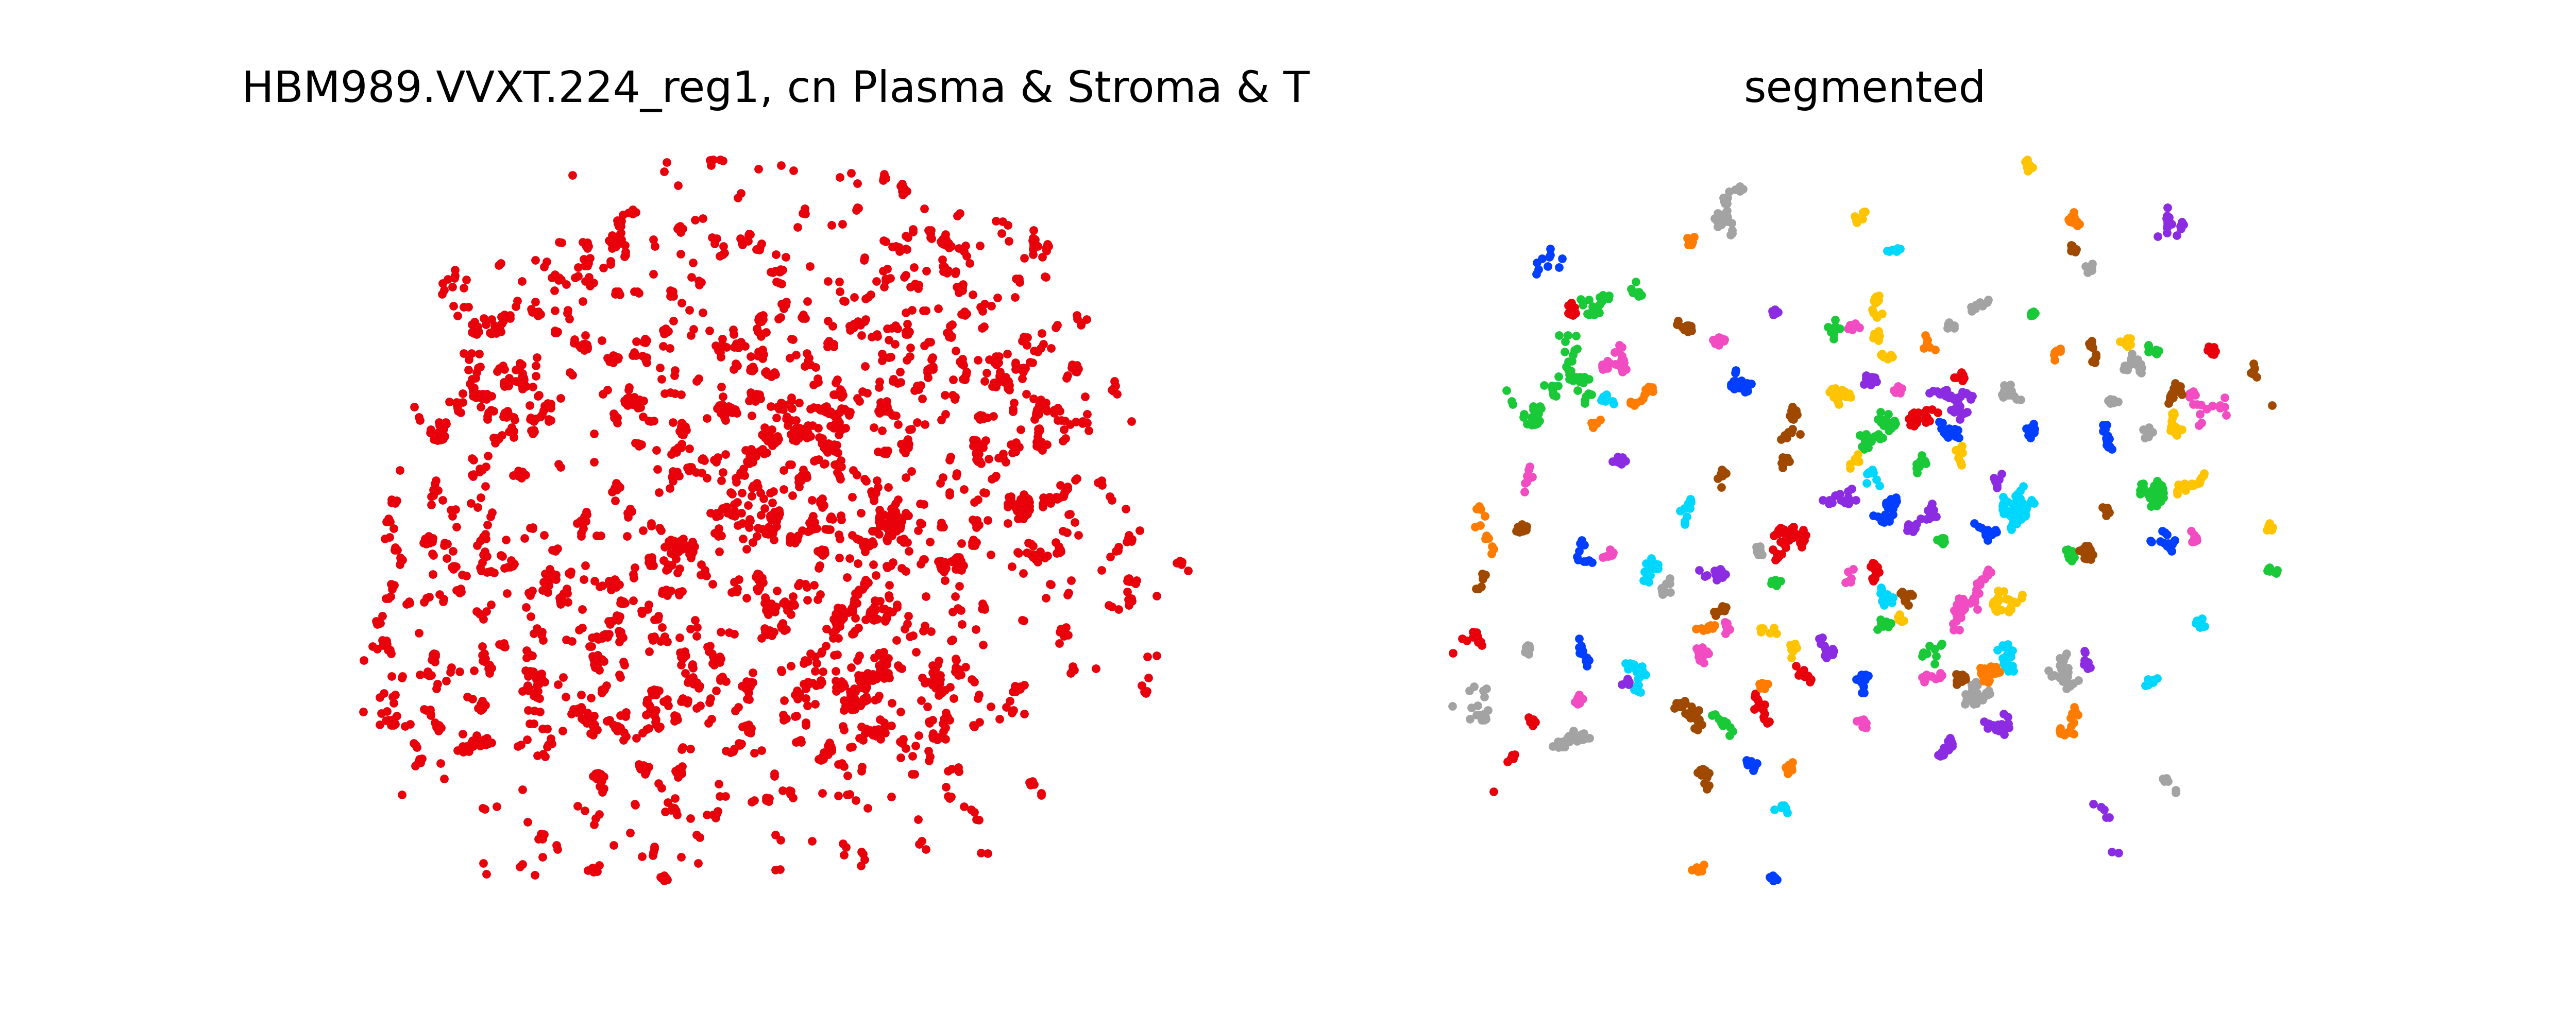 HBM989.VVXT.224_reg1, cn Plasma & Stroma & T
segmented